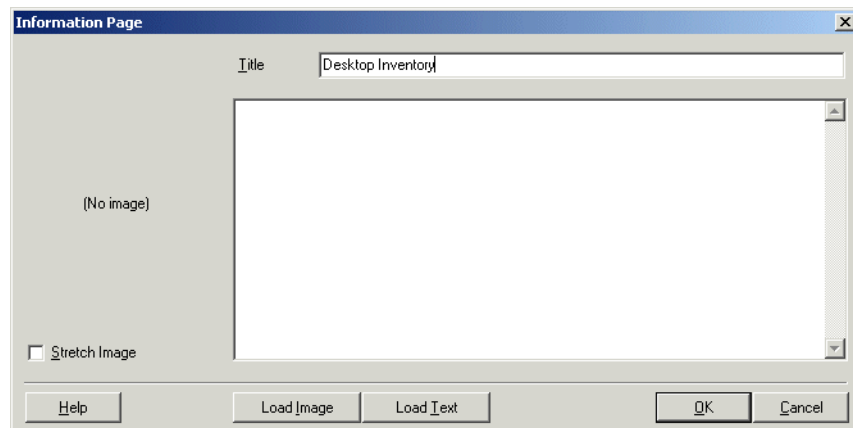 Information Page
Title Desktop Inventory
(No image)
Stretch Image
Help Load Image Load Text OK Cancel